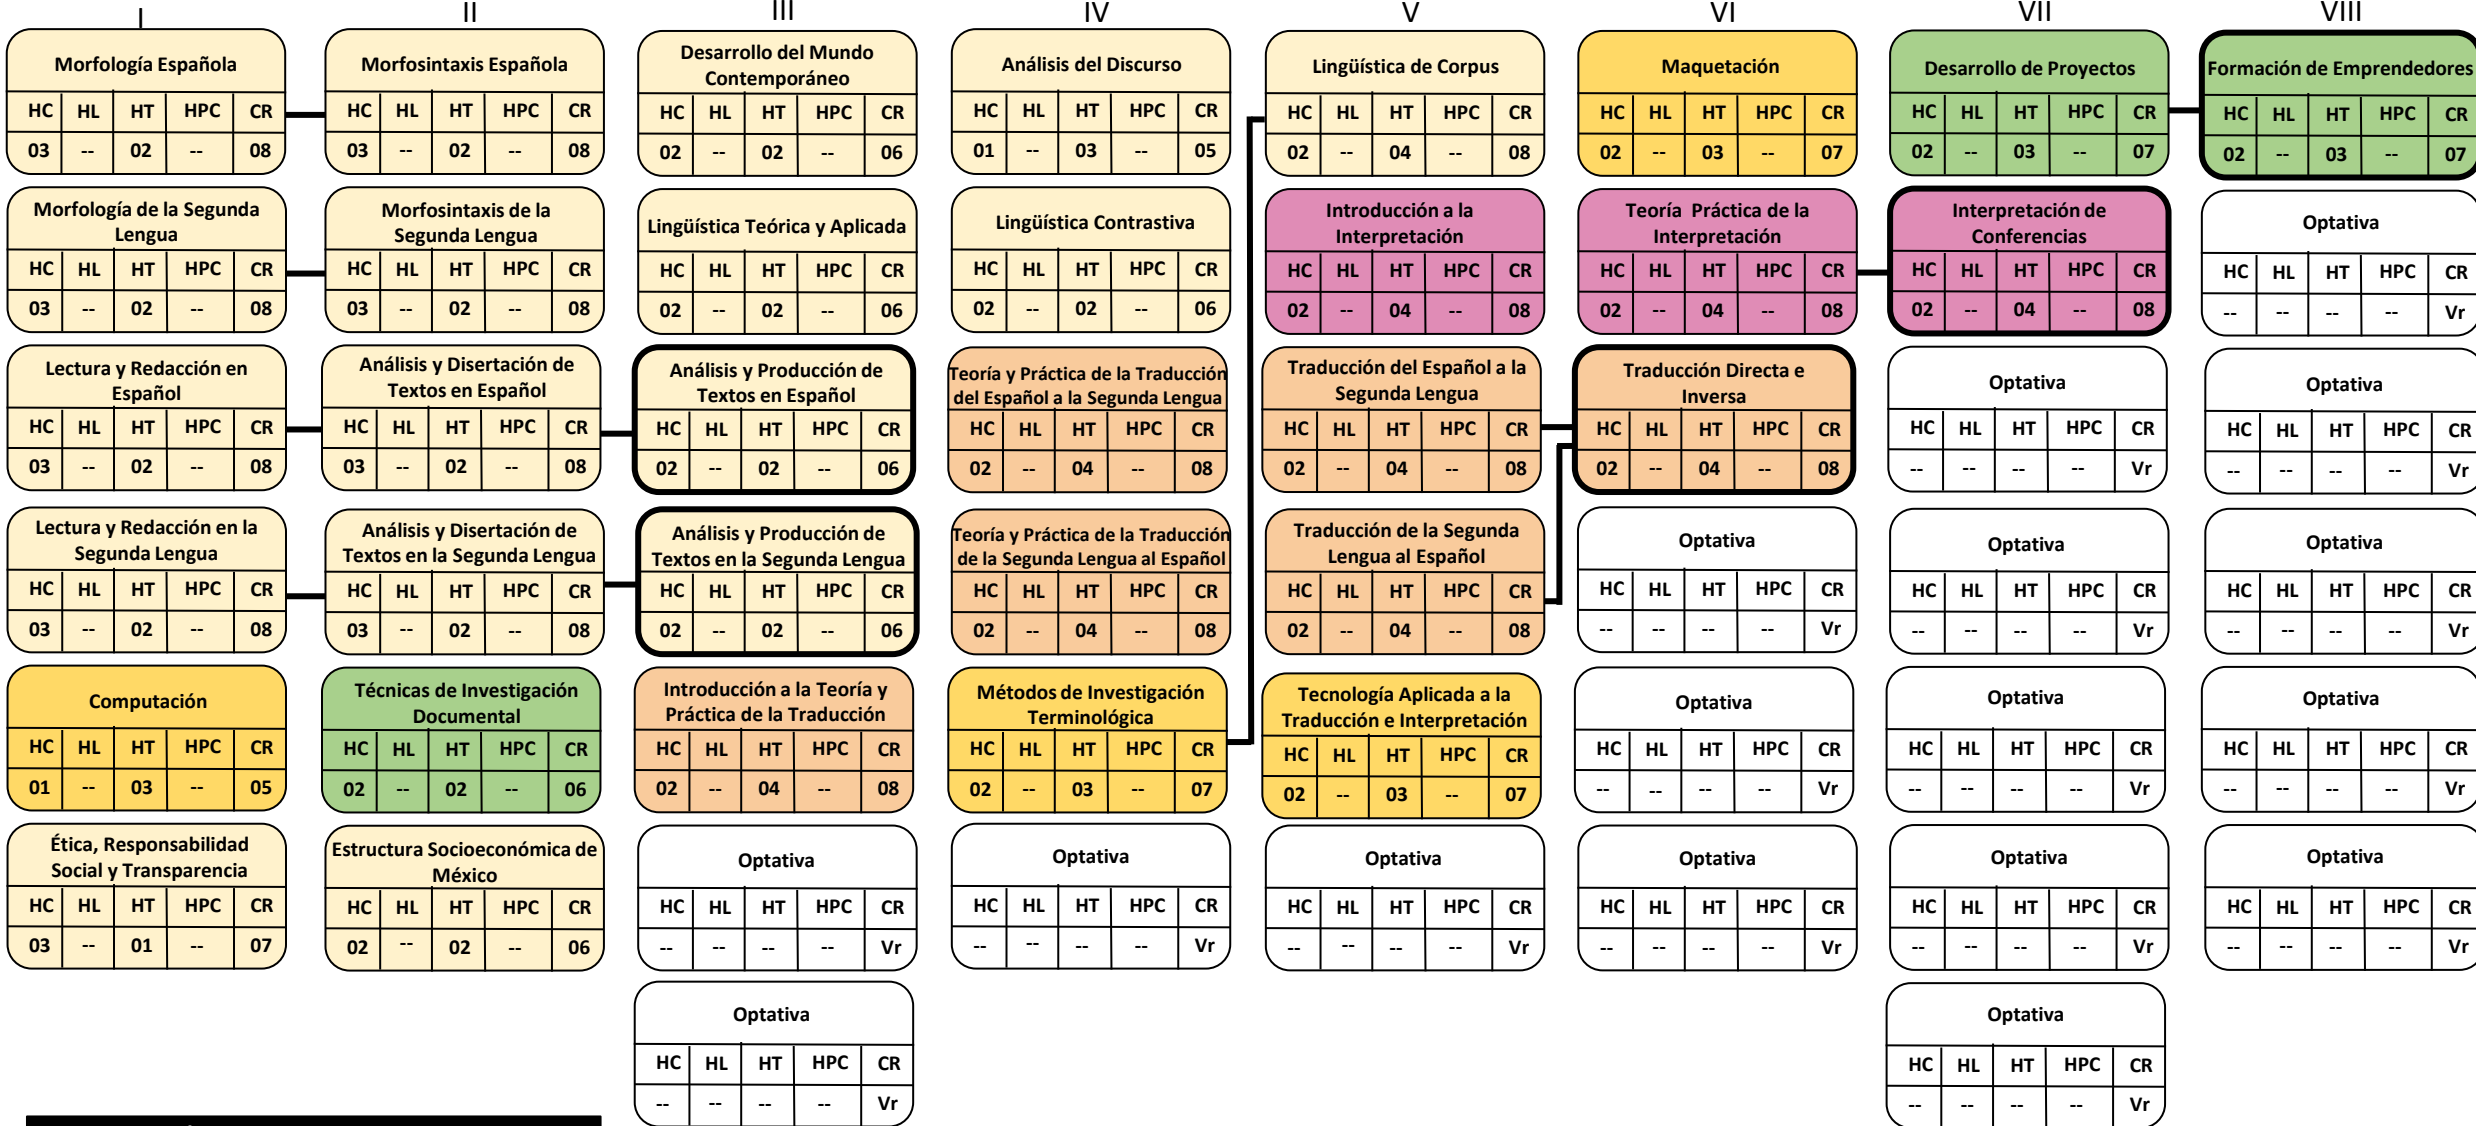 I
Morfología Española
HC HL HT HPC CR
03 -- 02 -- 08
Morfología de la Segunda
Lengua
HC HL HT HPC CR
03 -- 02 -- 08
Lectura y Redacción en
Español
HC HL HT HPC CR
03 -- 02 -- 08
Lectura y Redacción en la
Segunda Lengua
HC HL HT HPC CR
03 -- 02 -- 08
Computación
HC HL HT HPC CR
01 -- 03 -- 05
Ética, Responsabilidad
Social y Transparencia
HC HL HT HPC CR
03 -- 01 -- 07
II
Morfosintaxis Española
HC HL HT HPC CR
03 -- 02 -- 08
Morfosintaxis de la
Segunda Lengua
HC HL HT HPC CR
03 -- 02 -- 08
Análisis y Disertación de
Textos en Español
HC HL HT HPC CR
03 -- 02 -- 08
Análisis y Disertación de
Textos en la Segunda Lengua
HC HL HT HPC CR
03 -- 02 -- 08
Técnicas de Investigación
Documental
HC HL HT HPC CR
02 -- 02 -- 06
Estructura Socioeconómica de
México
HC HL HT HPC CR
02 -- 02 -- 06
III
Desarrollo del Mundo
Contemporáneo
HC HL HT HPC CR
02 -- 02 -- 06
Lingüística Teórica y Aplicada
HC HL HT HPC CR
02 -- 02 -- 06
Análisis y Producción de
Textos en Español
HC HL HT HPC CR
02 -- 02 -- 06
Análisis y Producción de
Textos en la Segunda Lengua
HC HL HT HPC CR
02 -- 02 -- 06
Introducción a la Teoría y
Práctica de la Traducción
HC HL HT HPC CR
02 -- 04 -- 08
Optativa
HC HL HT HPC CR
-- -- -- -- Vr
Optativa
HC HL HT HPC CR
-- -- -- -- Vr
IV
Análisis del Discurso
HC HL HT HPC CR
01 -- 03 -- 05
Lingüística Contrastiva
HC HL HT HPC CR
02 -- 02 -- 06
Teoría y Práctica de la Traducción
del Español a la Segunda Lengua
HC HL HT HPC CR
02 -- 04 -- 08
Teoría y Práctica de la Traducción
de la Segunda Lengua al Español
HC HL HT HPC CR
02 -- 04 -- 08
Métodos de Investigación
Terminológica
HC HL HT HPC CR
02 -- 03 -- 07
Optativa
HC HL HT HPC CR
-- -- -- -- Vr
V
Lingüística de Corpus
HC HL HT HPC CR
02 -- 04 -- 08
Introducción a la
Interpretación
HC HL HT HPC CR
02 -- 04 -- 08
Traducción del Español a la
Segunda Lengua
HC HL HT HPC CR
02 -- 04 -- 08
Traducción de la Segunda
Lengua al Español
HC HL HT HPC CR
02 -- 04 -- 08
Tecnología Aplicada a la
Traducción e Interpretación
HC HL HT HPC CR
02 -- 03 -- 07
Optativa
HC HL HT HPC CR
-- -- -- -- Vr
VI
Maquetación
HC HL HT HPC CR
02 -- 03 -- 07
Teoría Práctica de la
Interpretación
HC HL HT HPC CR
02 -- 04 -- 08
Traducción Directa e
Inversa
HC HL HT HPC CR
02 -- 04 -- 08
Optativa
HC HL HT HPC CR
-- -- -- -- Vr
Optativa
HC HL HT HPC CR
-- -- -- -- Vr
Optativa
HC HL HT HPC CR
-- -- -- -- Vr
VII
Desarrollo de Proyectos
HC HL HT HPC CR
02 -- 03 -- 07
Interpretación de
Conferencias
HC HL HT HPC CR
02 -- 04 -- 08
Optativa
HC HL HT HPC CR
-- -- -- -- Vr
Optativa
HC HL HT HPC CR
-- -- -- -- Vr
Optativa
HC HL HT HPC CR
-- -- -- -- Vr
Optativa
HC HL HT HPC CR
-- -- -- -- Vr
Optativa
HC HL HT HPC CR
-- -- -- -- Vr
VIII
Formación de Emprendedores
HC HL HT HPC CR
02 -- 03 -- 07
Optativa
HC HL HT HPC CR
-- -- -- -- Vr
Optativa
HC HL HT HPC CR
-- -- -- -- Vr
Optativa
HC HL HT HPC CR
-- -- -- -- Vr
Optativa
HC HL HT HPC CR
-- -- -- -- Vr
Optativa
HC HL HT HPC CR
-- -- -- -- Vr